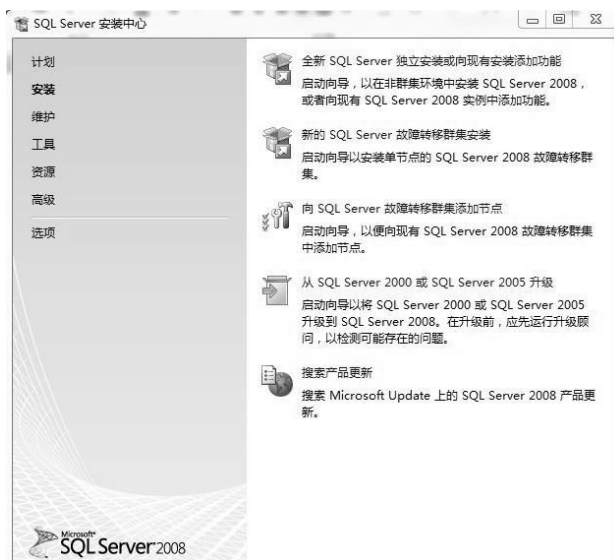 SQL Server 安装中心
计划
安装
维护
工具
资源
高级
选项
全新 SQL Server 独立安装或向现有安装添加功能
启动向导，以在非群集环境中安装 SQL Server 2008，
或者向现有 SQL Server 2008 实例中添加功能。
新的 SQL Server 故障转移群集安装
启动向导以安装单节点的 SQL Server 2008 故障转移群
集。
向 SQL Server 故障转移群集添加节点
启动向导，以便向现有 SQL Server 2008 故障转移群集
中添加节点。
从 SQL Server 2000 或 SQL Server 2005 升级
启动向导以将 SQL Server 2000 或 SQL Server 2005
升级到 SQL Server 2008。在升级前，应先运行升级顾
问，以检测可能存在的问题。
搜索产品更新
搜索 Microsoft Update 上的 SQL Server 2008 产品更
新。
Microsoft
SQL Server 2008